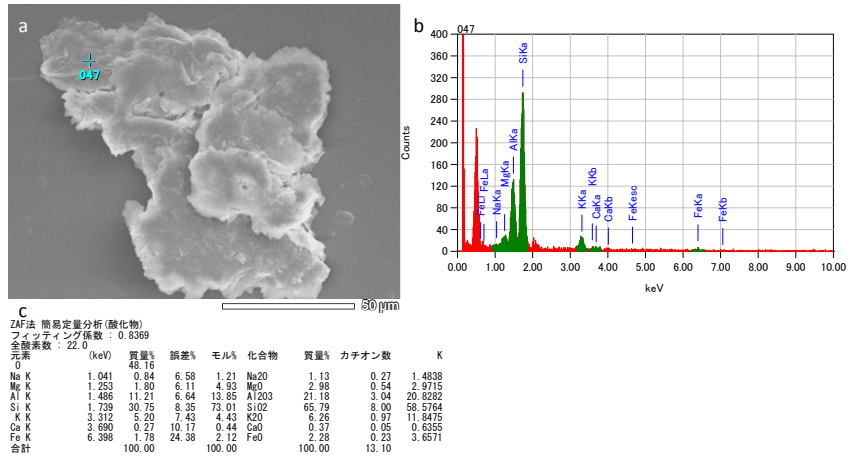 a
047
50 μm
b
047
400
360
320
280
240
200
160
120
80
40
0
Counts
FeLl
FeLa
NaKa
MgKa
AlKa
SiKa
KKa
KKb
CaKa
CaKb
FeKesc
FeKa
FeKb
0.00 1.00 2.00 3.00 4.00 5.00 6.00 7.00 8.00 9.00 10.00
keV
c
ZAF法 簡易定量分析(酸化物)
フィッティング係数 : 0.8369
全酸素数 : 22.0
元素 (keV) 質量% 誤差% モル% 化合物 質量% カチオン数 K
O 48.16
Na K 1.041 0.84 6.58 1.21 Na2O 1.13 0.27 1.4838
Mg K 1.253 1.80 6.11 4.93 MgO 2.98 0.54 2.9715
Al K 1.486 11.21 6.64 13.85 Al2O3 21.18 3.04 20.8282
Si K 1.739 30.75 8.35 73.01 SiO2 65.79 8.00 58.5764
K K 3.312 5.20 7.43 4.43 K2O 6.26 0.97 11.8475
Ca K 3.690 0.27 10.17 0.44 CaO 0.37 0.05 0.6355
Fe K 6.398 1.78 24.38 2.12 FeO 2.28 0.23 3.6571
合計 100.00 100.00 100.00 13.10